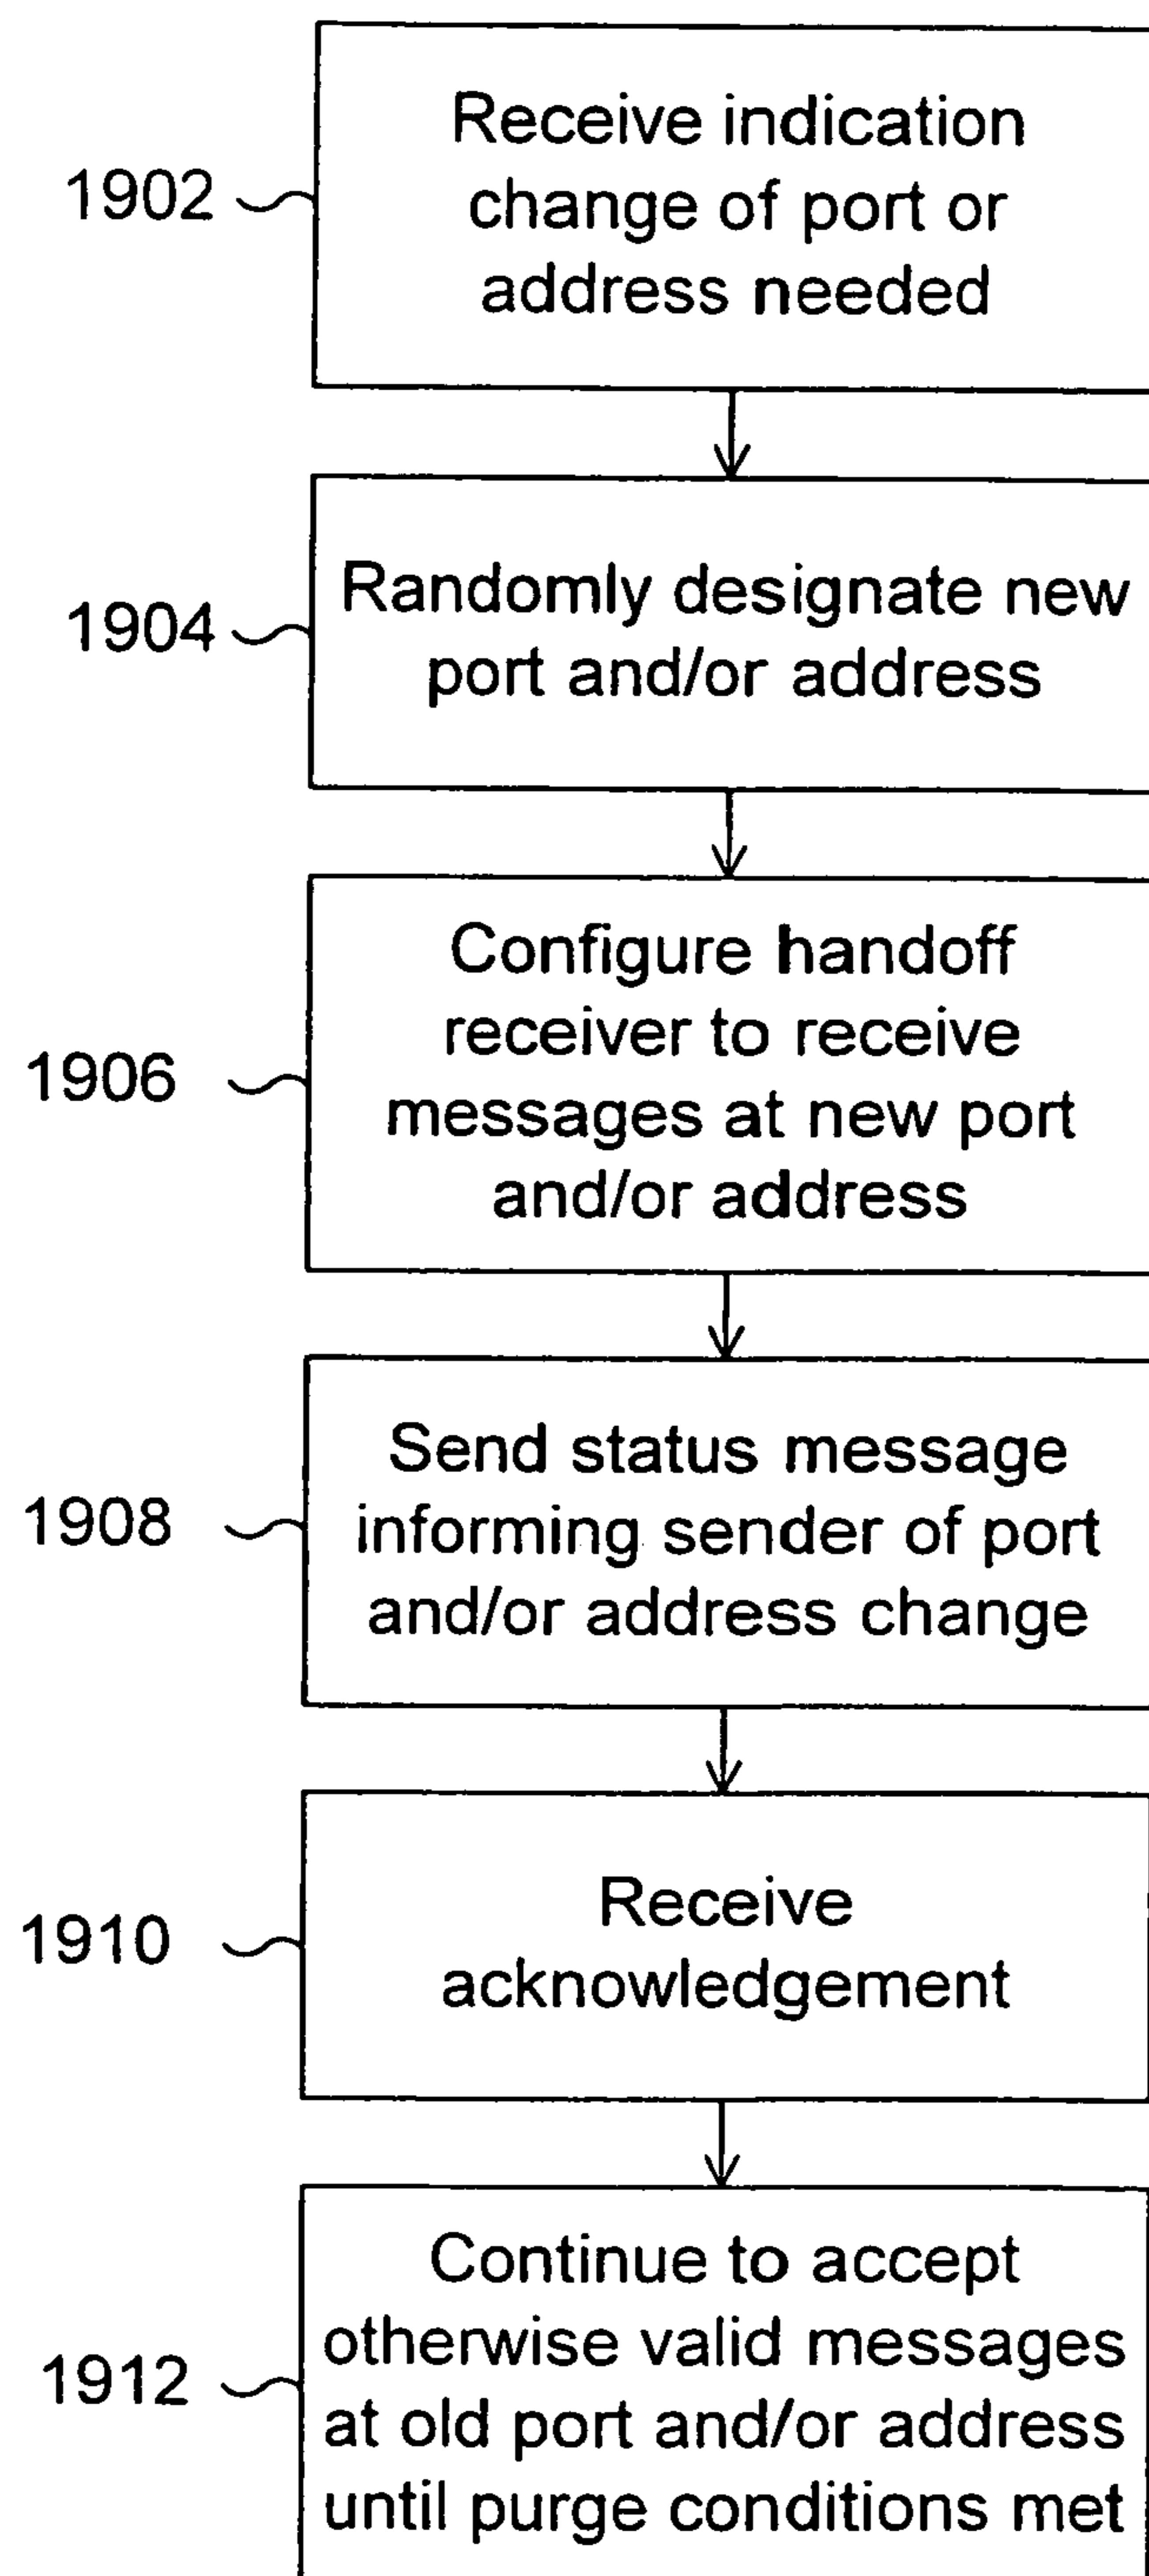 1902
Receive indication
change of port or
address needed
1904
Randomly designate new
port and/or address
1906
Configure handoff
receiver to receive
messages at new port
and/or address
1908
Send status message
informing sender of port
and/or address change
1910
Receive
acknowledgement
1912
Continue to accept
otherwise valid messages
at old port and/or address
until purge conditions met